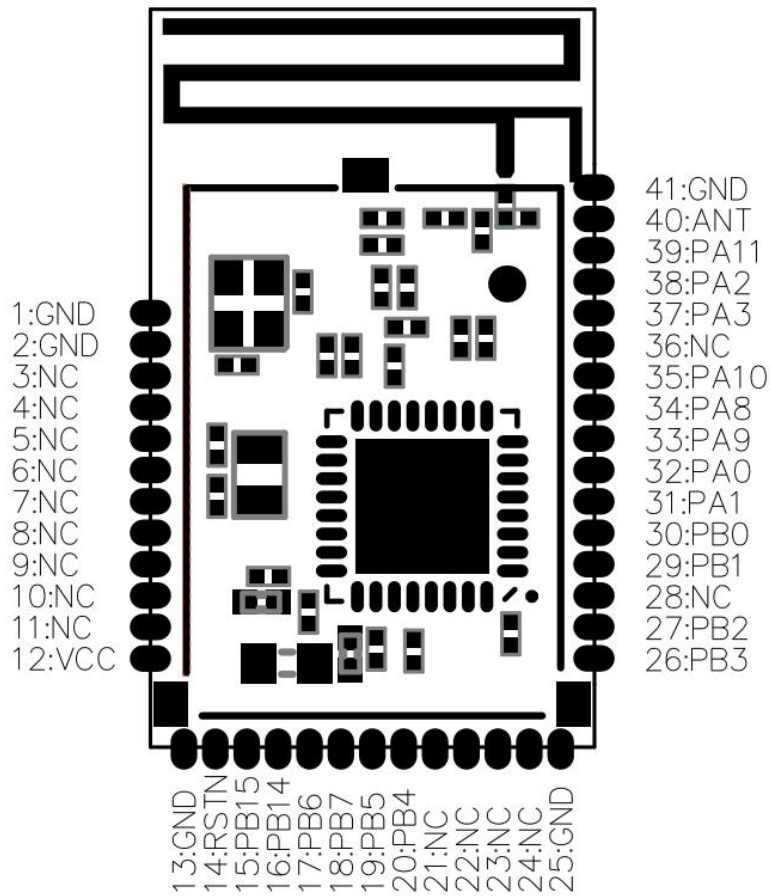 1:GND
2:GND
3:NC
4:NC
5:NC
6:NC
7:NC
8:NC
9:NC
10:NC
11:NC
12:VCC
13:GND
14:RSTN
15:PB15
16:PB14
17:PB6
18:PB7
19:PB5
20:PB4
21:NC
22:NC
23:NC
24:NC
25:GND
41:GND
40:ANT
39:PA11
38:PA2
37:PA3
36:NC
35:PA10
34:PA8
33:PA9
32:PA0
31:PA1
30:PB0
29:PB1
28:NC
27:PB2
26:PB3